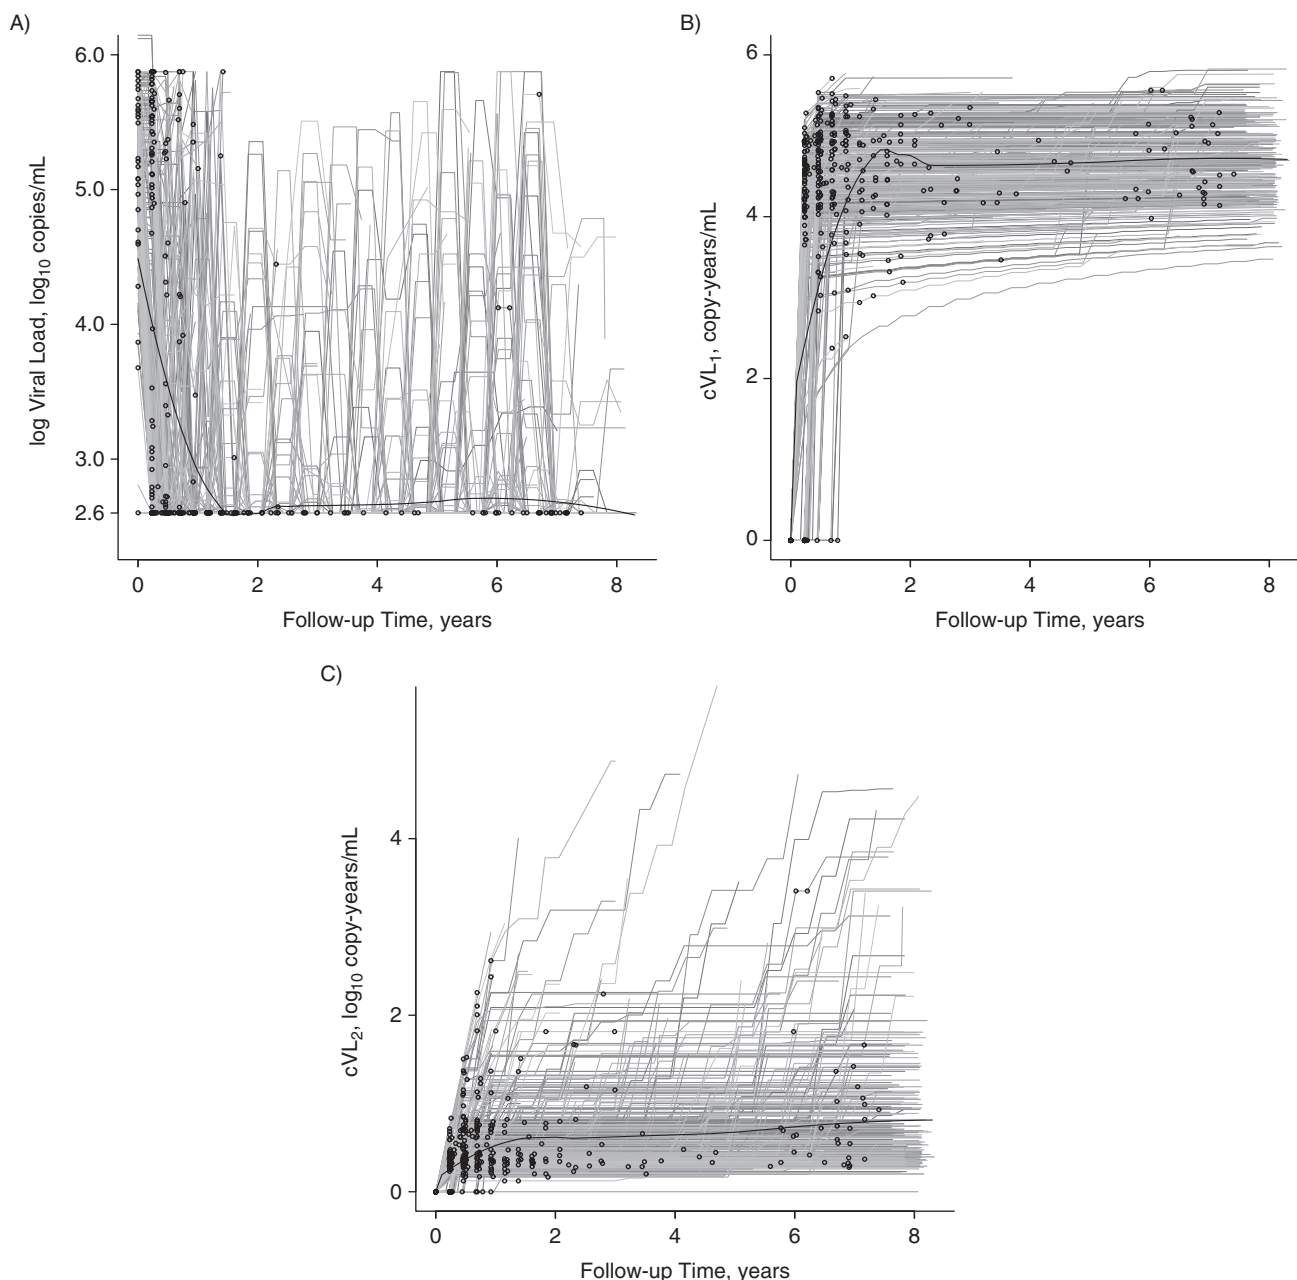 A)
6.0
5.0
4.0
3.0
2.6
log Viral Load, log10 copies/mL
0 2 4 6 8
Follow-up Time, years
B)
6
4
2
0
cVL1, copy-years/mL
0 2 4 6 8
Follow-up Time, years
C)
4
2
0
cVL2, log10 copy-years/mL
0 2 4 6 8
Follow-up Time, years